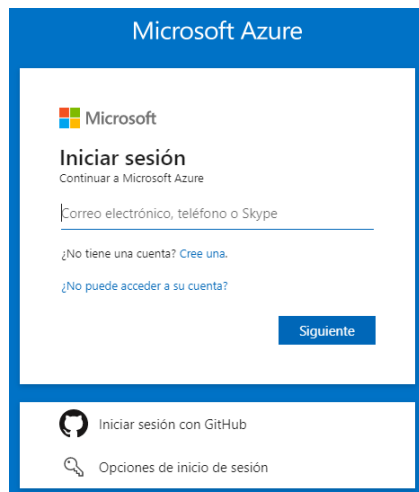 Microsoft Azure
Microsoft
Iniciar sesión
Continuar a Microsoft Azure
Correo electrónico, teléfono o Skype
¿No tiene una cuenta? Cree una.
¿No puede acceder a su cuenta?
Siguiente
Iniciar sesión con GitHub
Opciones de inicio de sesión